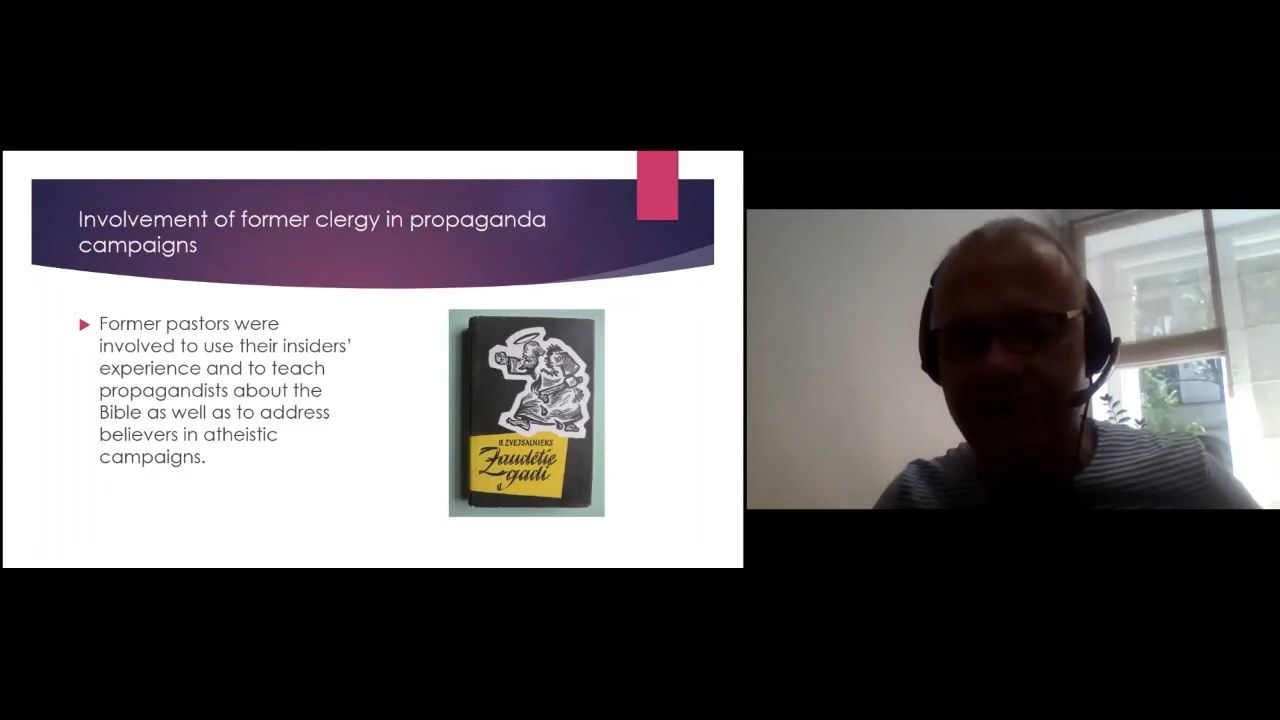 Involvement of former clergy in propaganda
campaigns
Former pastors were
involved to use their insiders’
experience and to teach
propagandists about the
Bible as well as to address
believers in atheistic
campaigns.
ZVEJSALNIEKS
Zaudētie
gadi